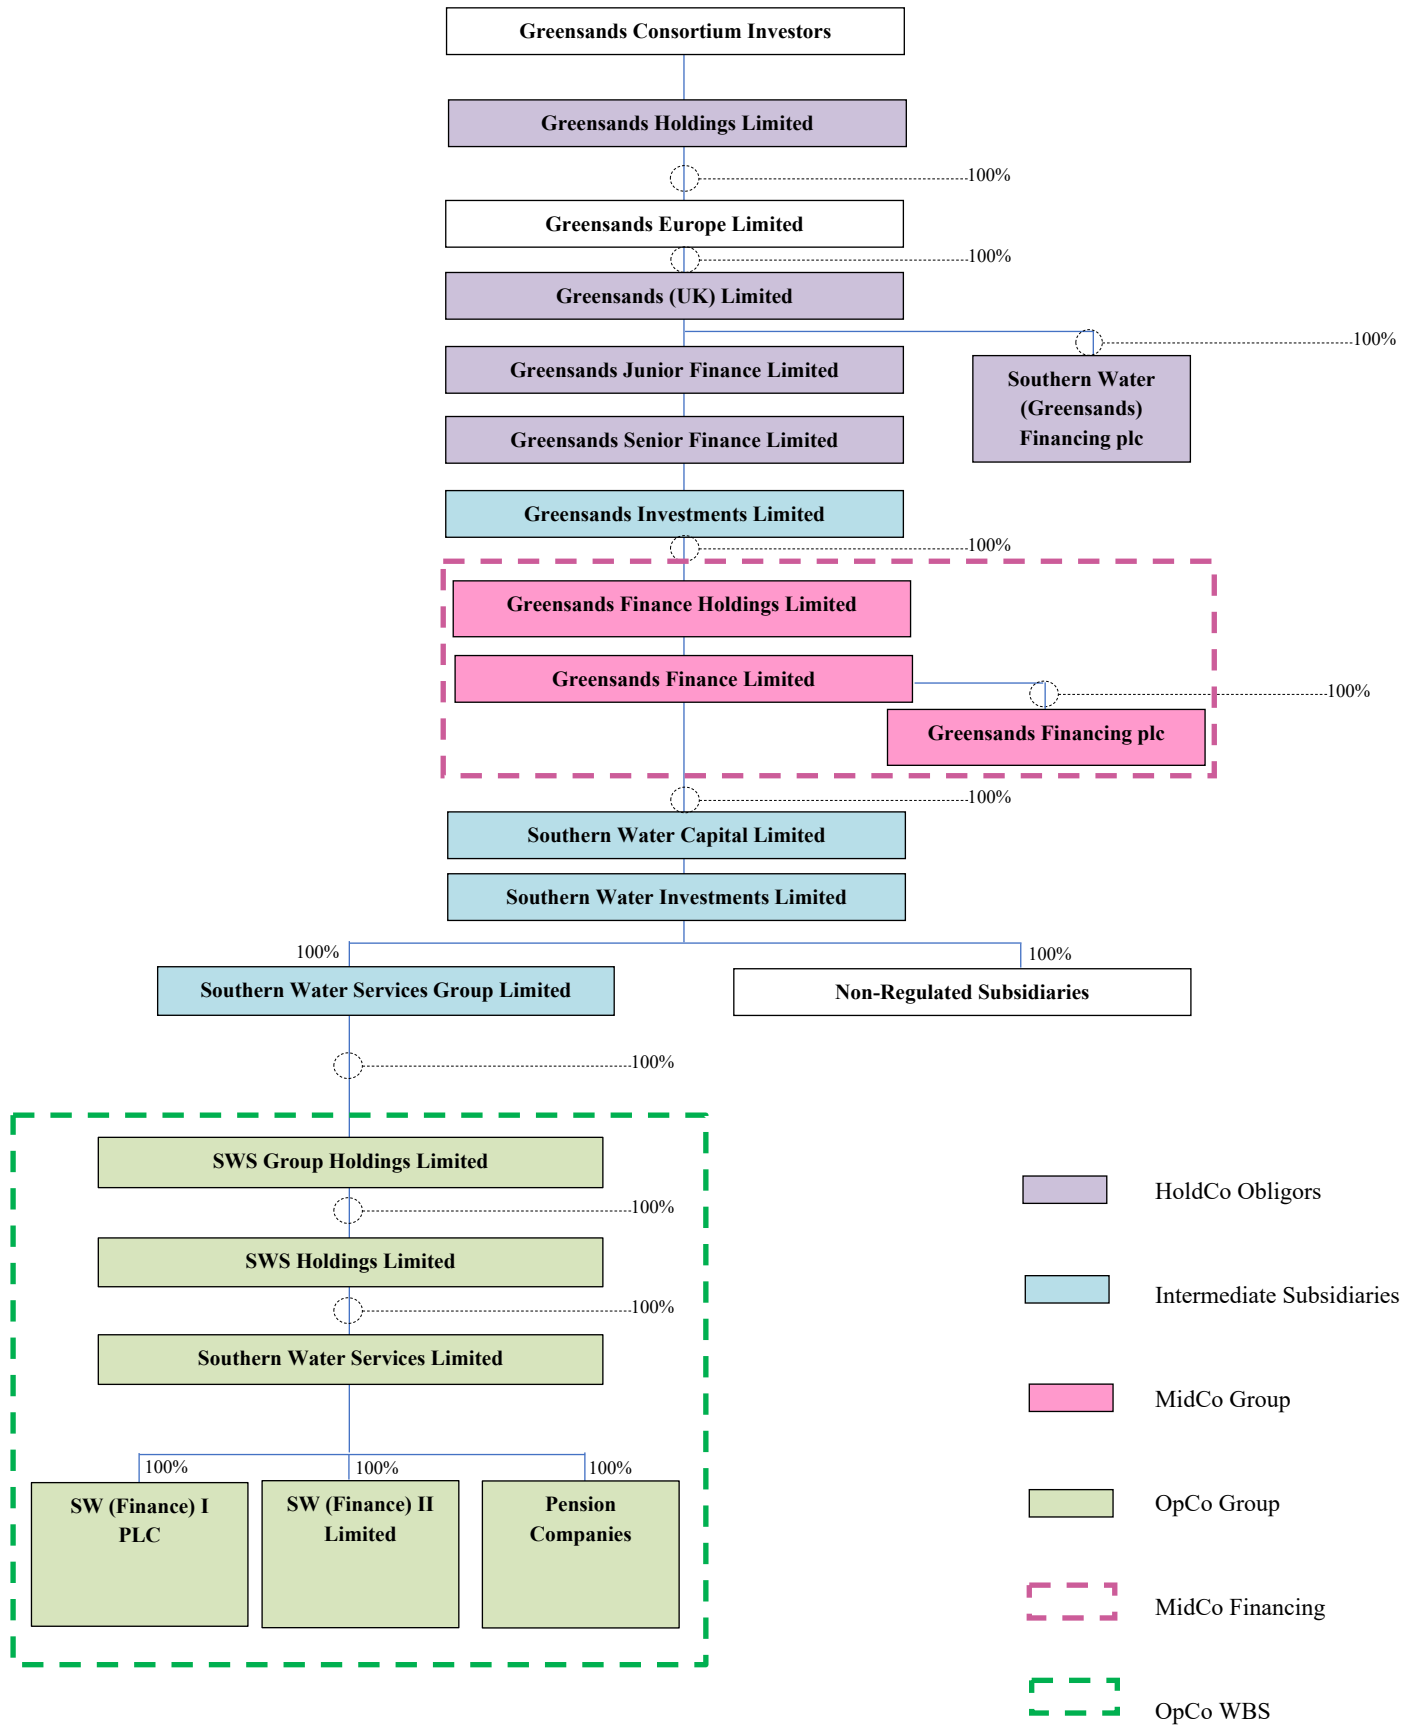 Greensands Consortium Investors
Greensands Holdings Limited
100%
Greensands Europe Limited
100%
Greensands (UK) Limited
100%
Greensands Junior Finance Limited
Southern Water
(Greensands)
Financing plc
Greensands Senior Finance Limited
Greensands Investments Limited
100%
Greensands Finance Holdings Limited
Greensands Finance Limited
100%
Greensands Financing plc
100%
Southern Water Capital Limited
Southern Water Investments Limited
100%
100%
Southern Water Services Group Limited
Non-Regulated Subsidiaries
100%
SWS Group Holdings Limited
100%
SWS Holdings Limited
100%
Southern Water Services Limited
100%
100%
100%
SW (Finance) I
PLC
SW (Finance) II
Limited
Pension
Companies
HoldCo Obligors
Intermediate Subsidiaries
MidCo Group
OpCo Group
MidCo Financing
OpCo WBS